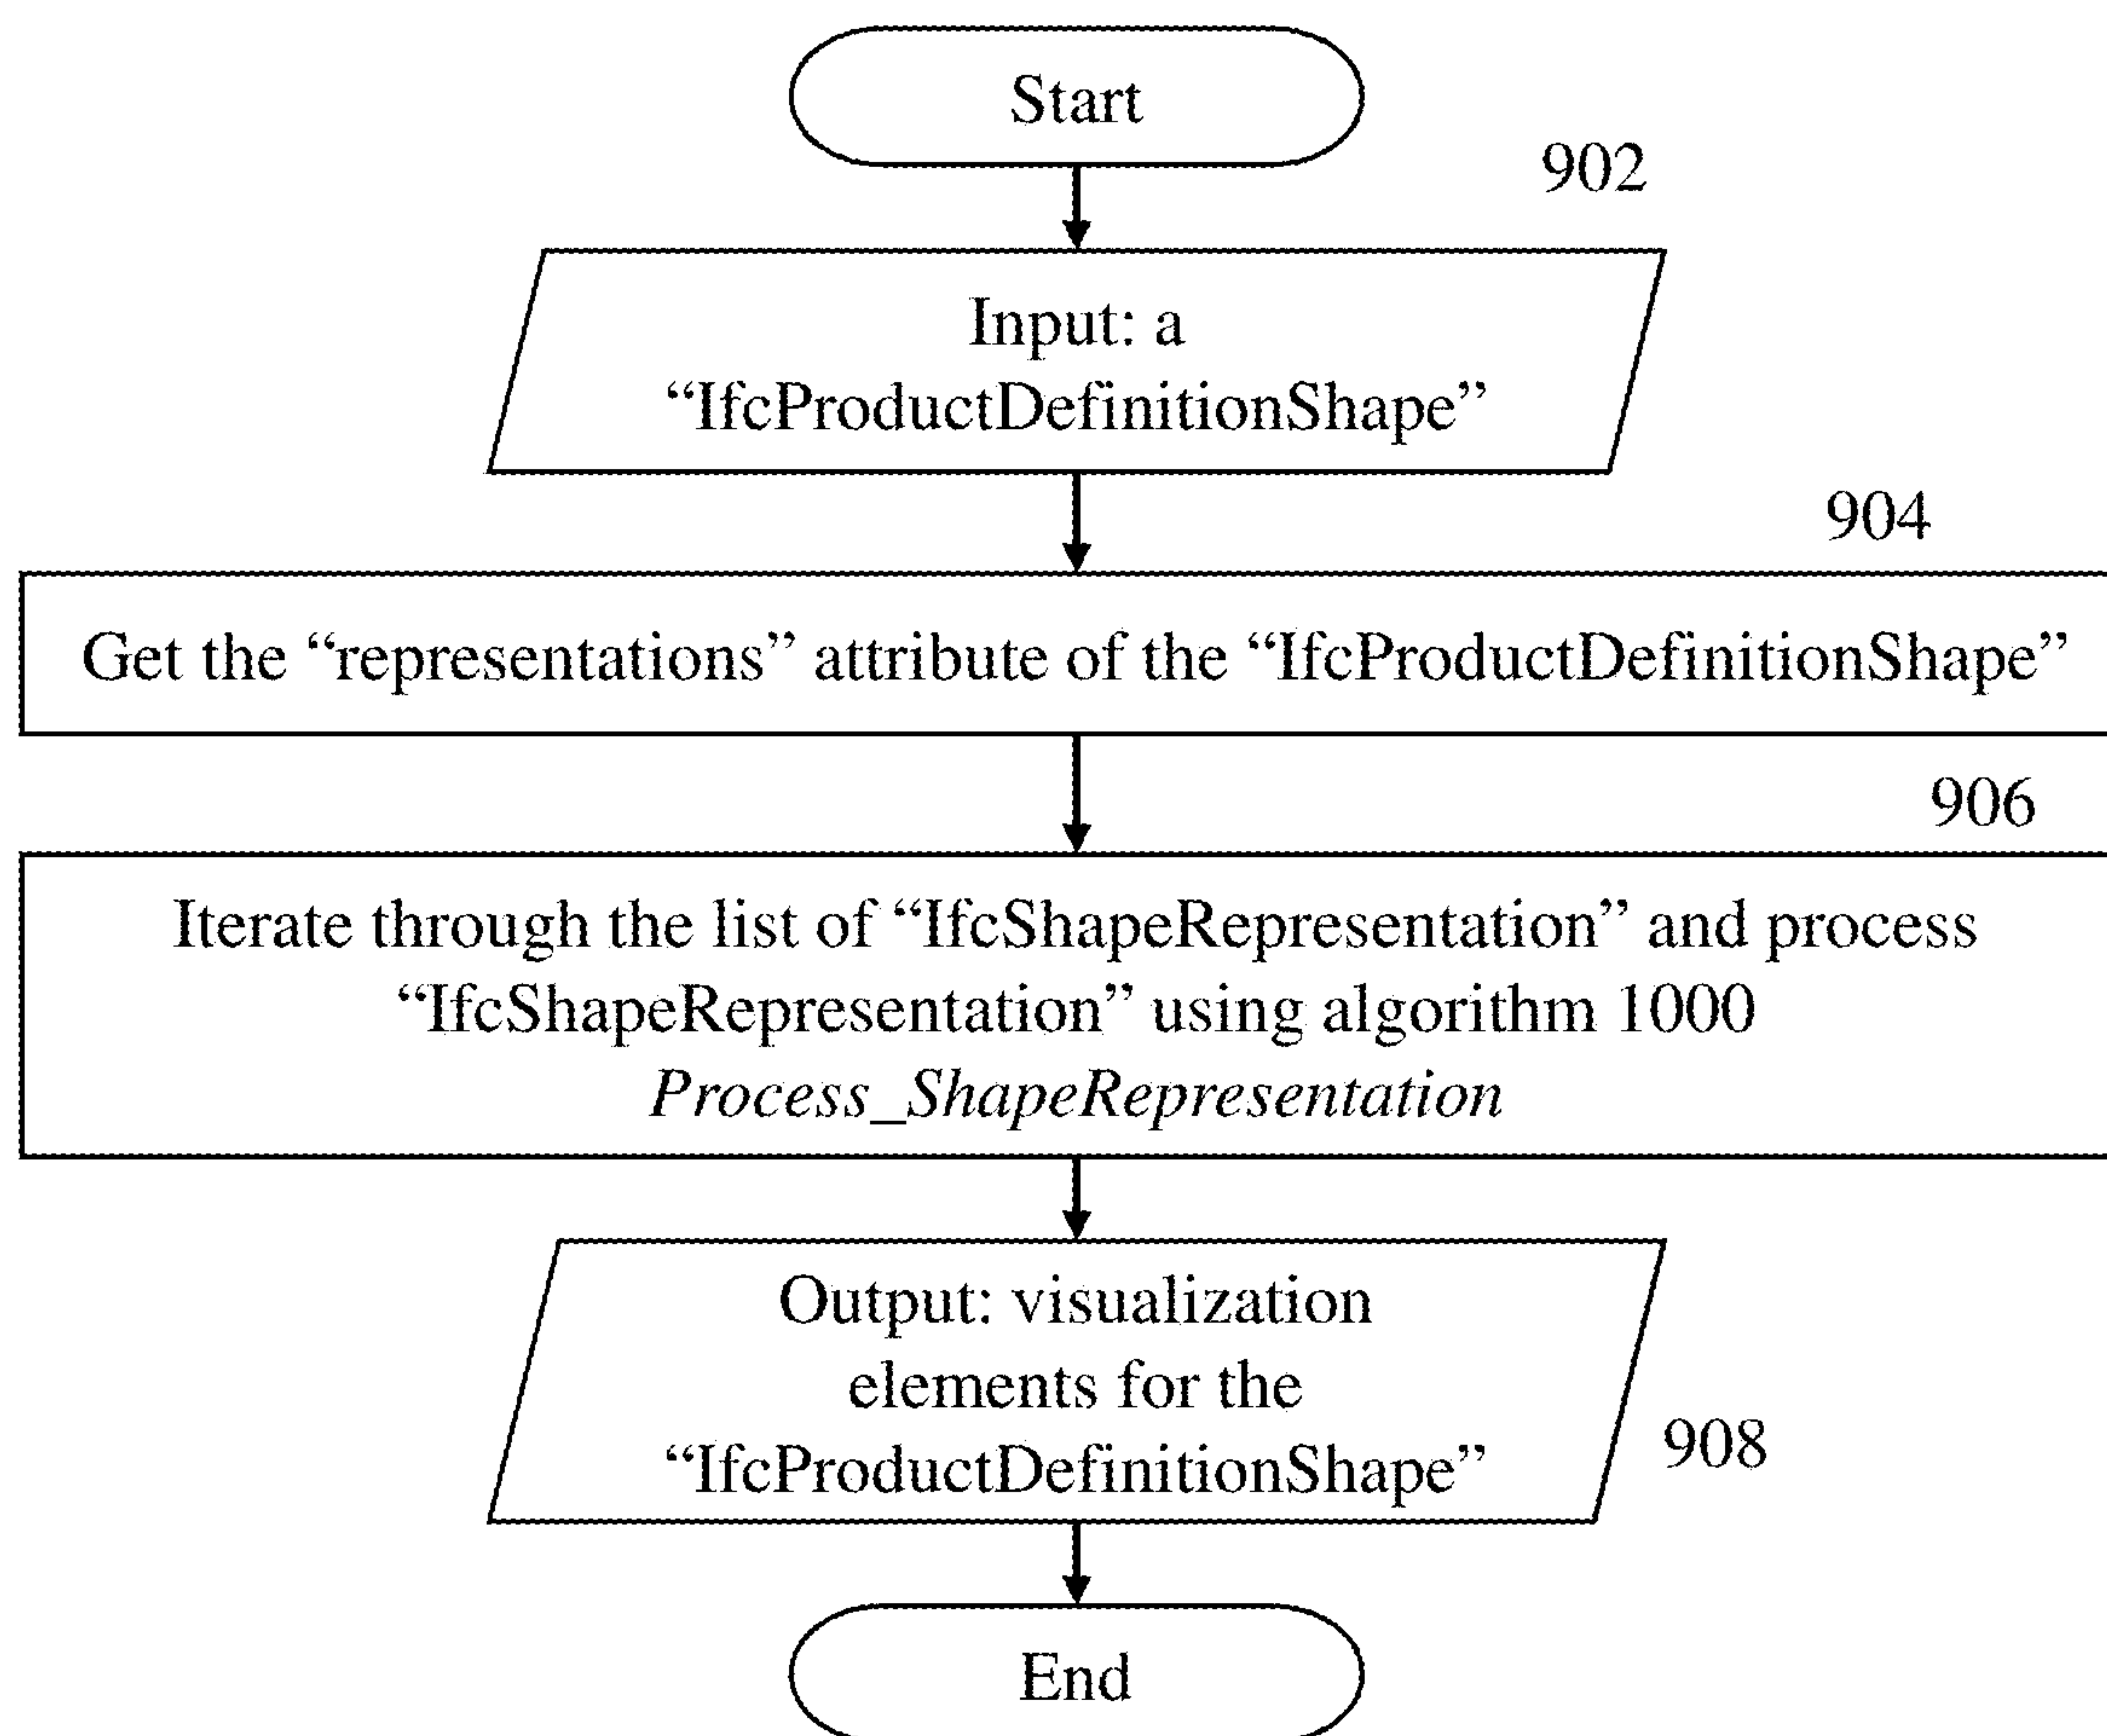 Start
902
Input: a
“IfcProductDefinitionShape”
904
Get the “representations” attribute of the “IfcProductDefinitionShape”
906
Iterate through the list of “IfcShapeRepresentation” and process
“IfcShapeRepresentation” using algorithm 1000
Process_ShapeRepresentation
Output: visualization
elements for the
“IfcProductDefinitionShape”
908
End